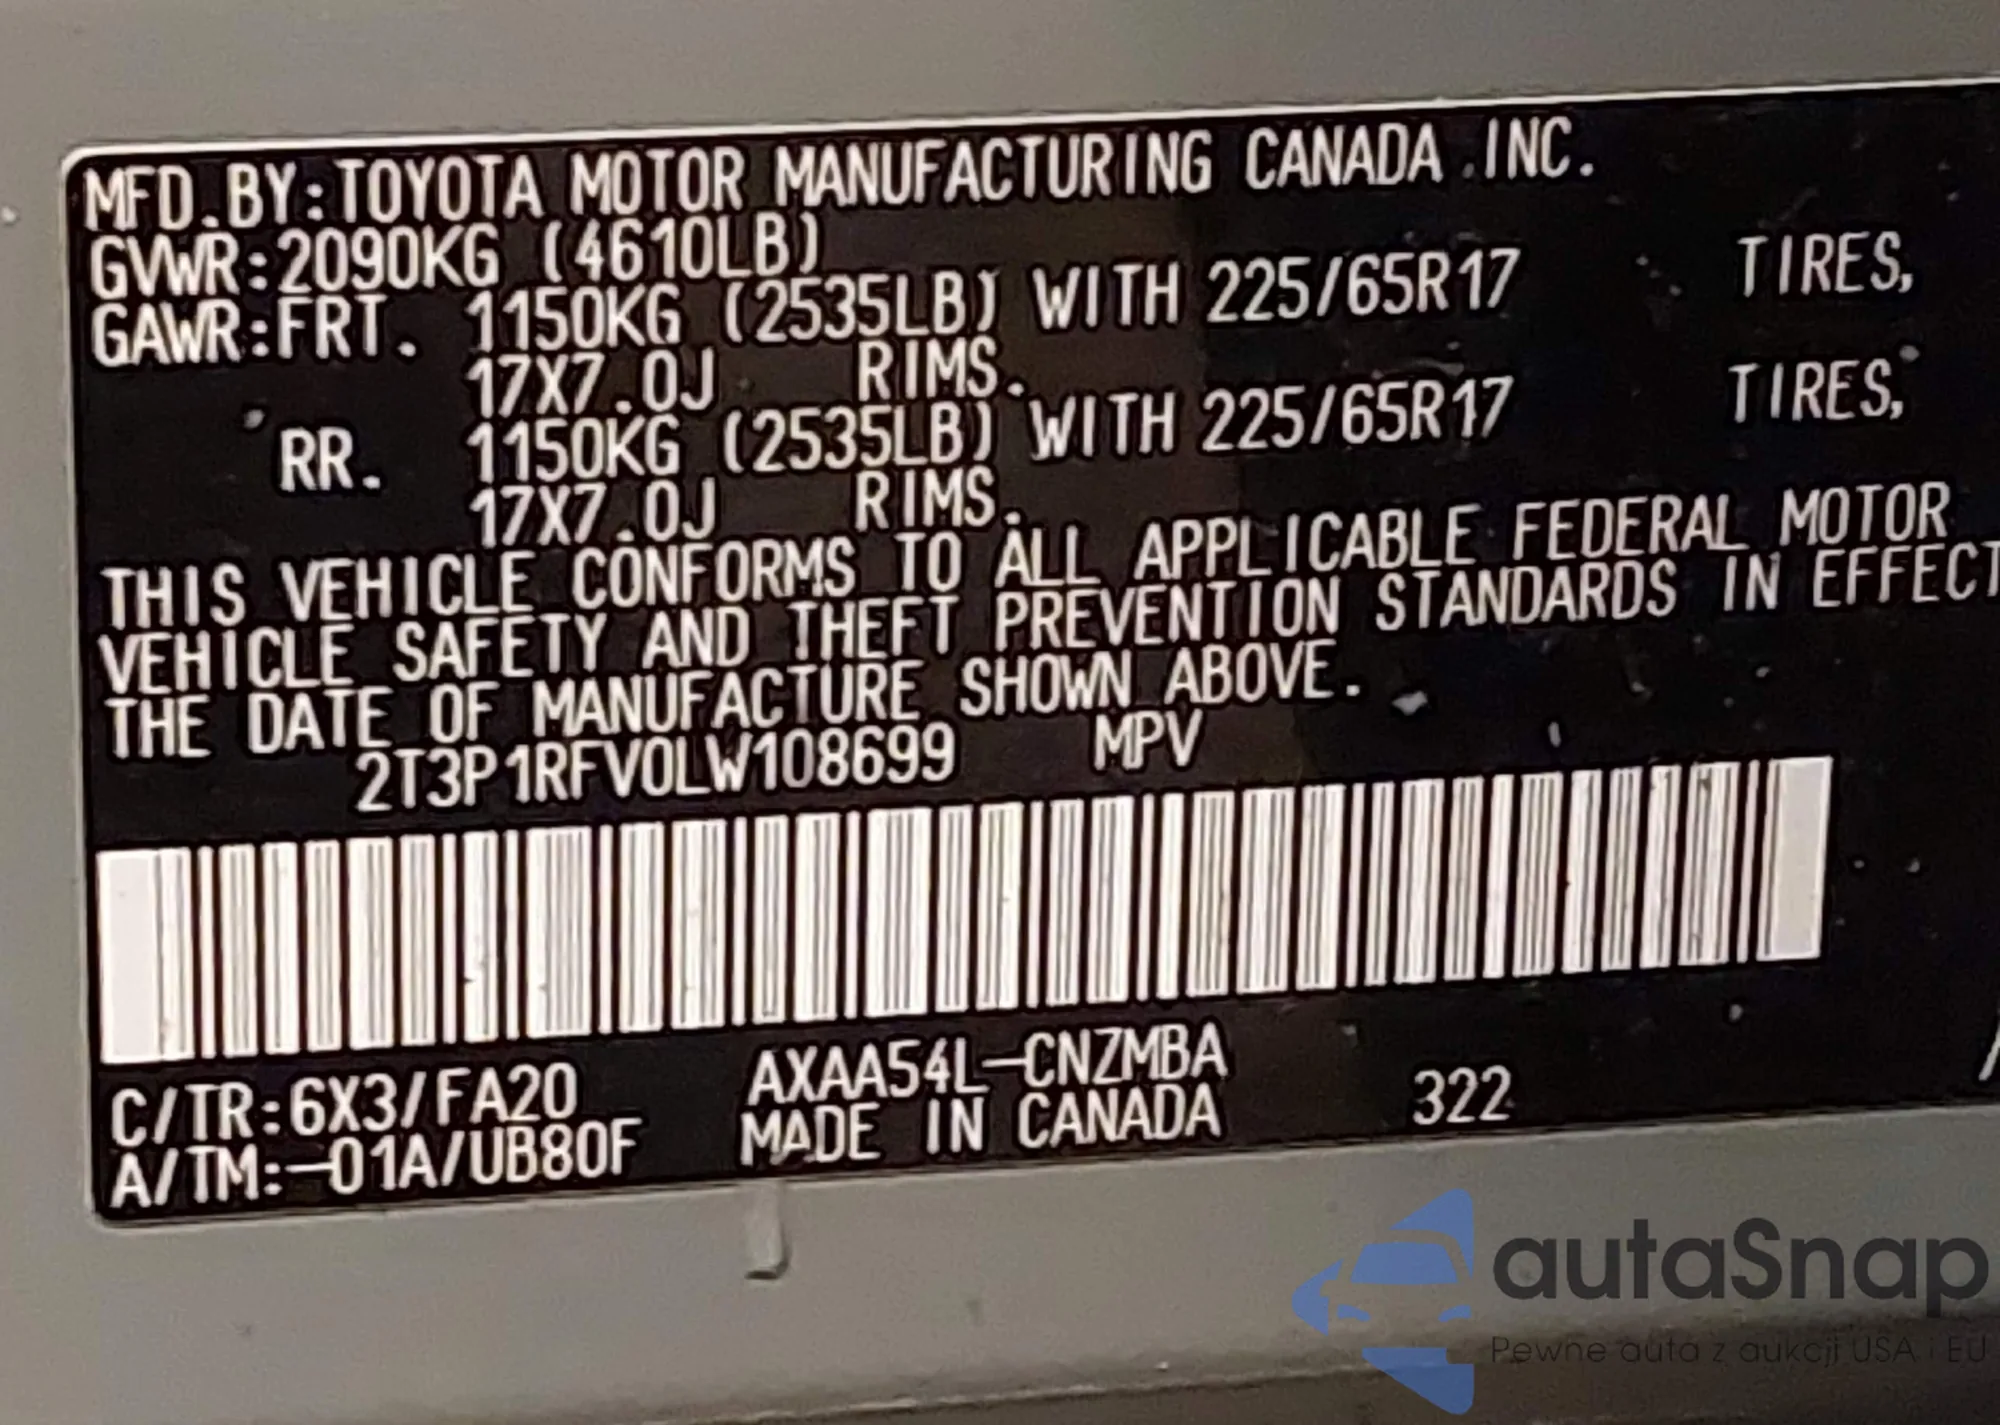 MFD.BY:TOYOTA MOTOR MANUFACTURING CANADA INC.
GVWR:2090KG (4610LB)
GAWR:FRT. 1150KG (2535LB) WITH 225/65R17 TIRES,
17X7.0J RIMS.
RR. 1150KG (2535LB) WITH 225/65R17 TIRES,
17X7.0J RIMS.
THIS VEHICLE CONFORMS TO ALL APPLICABLE FEDERAL MOTOR
VEHICLE SAFETY AND THEFT PREVENTION STANDARDS IN EFFECT
THE DATE OF MANUFACTURE SHOWN ABOVE.
2T3P1RFV0LW108699 MPV
C/TR:6X3/FA20 AXAA54L-CNZMBA 322
A/TM:-01A/UB80F MADE IN CANADA
autaSnap
Pewne auta z aukcji USA i EU